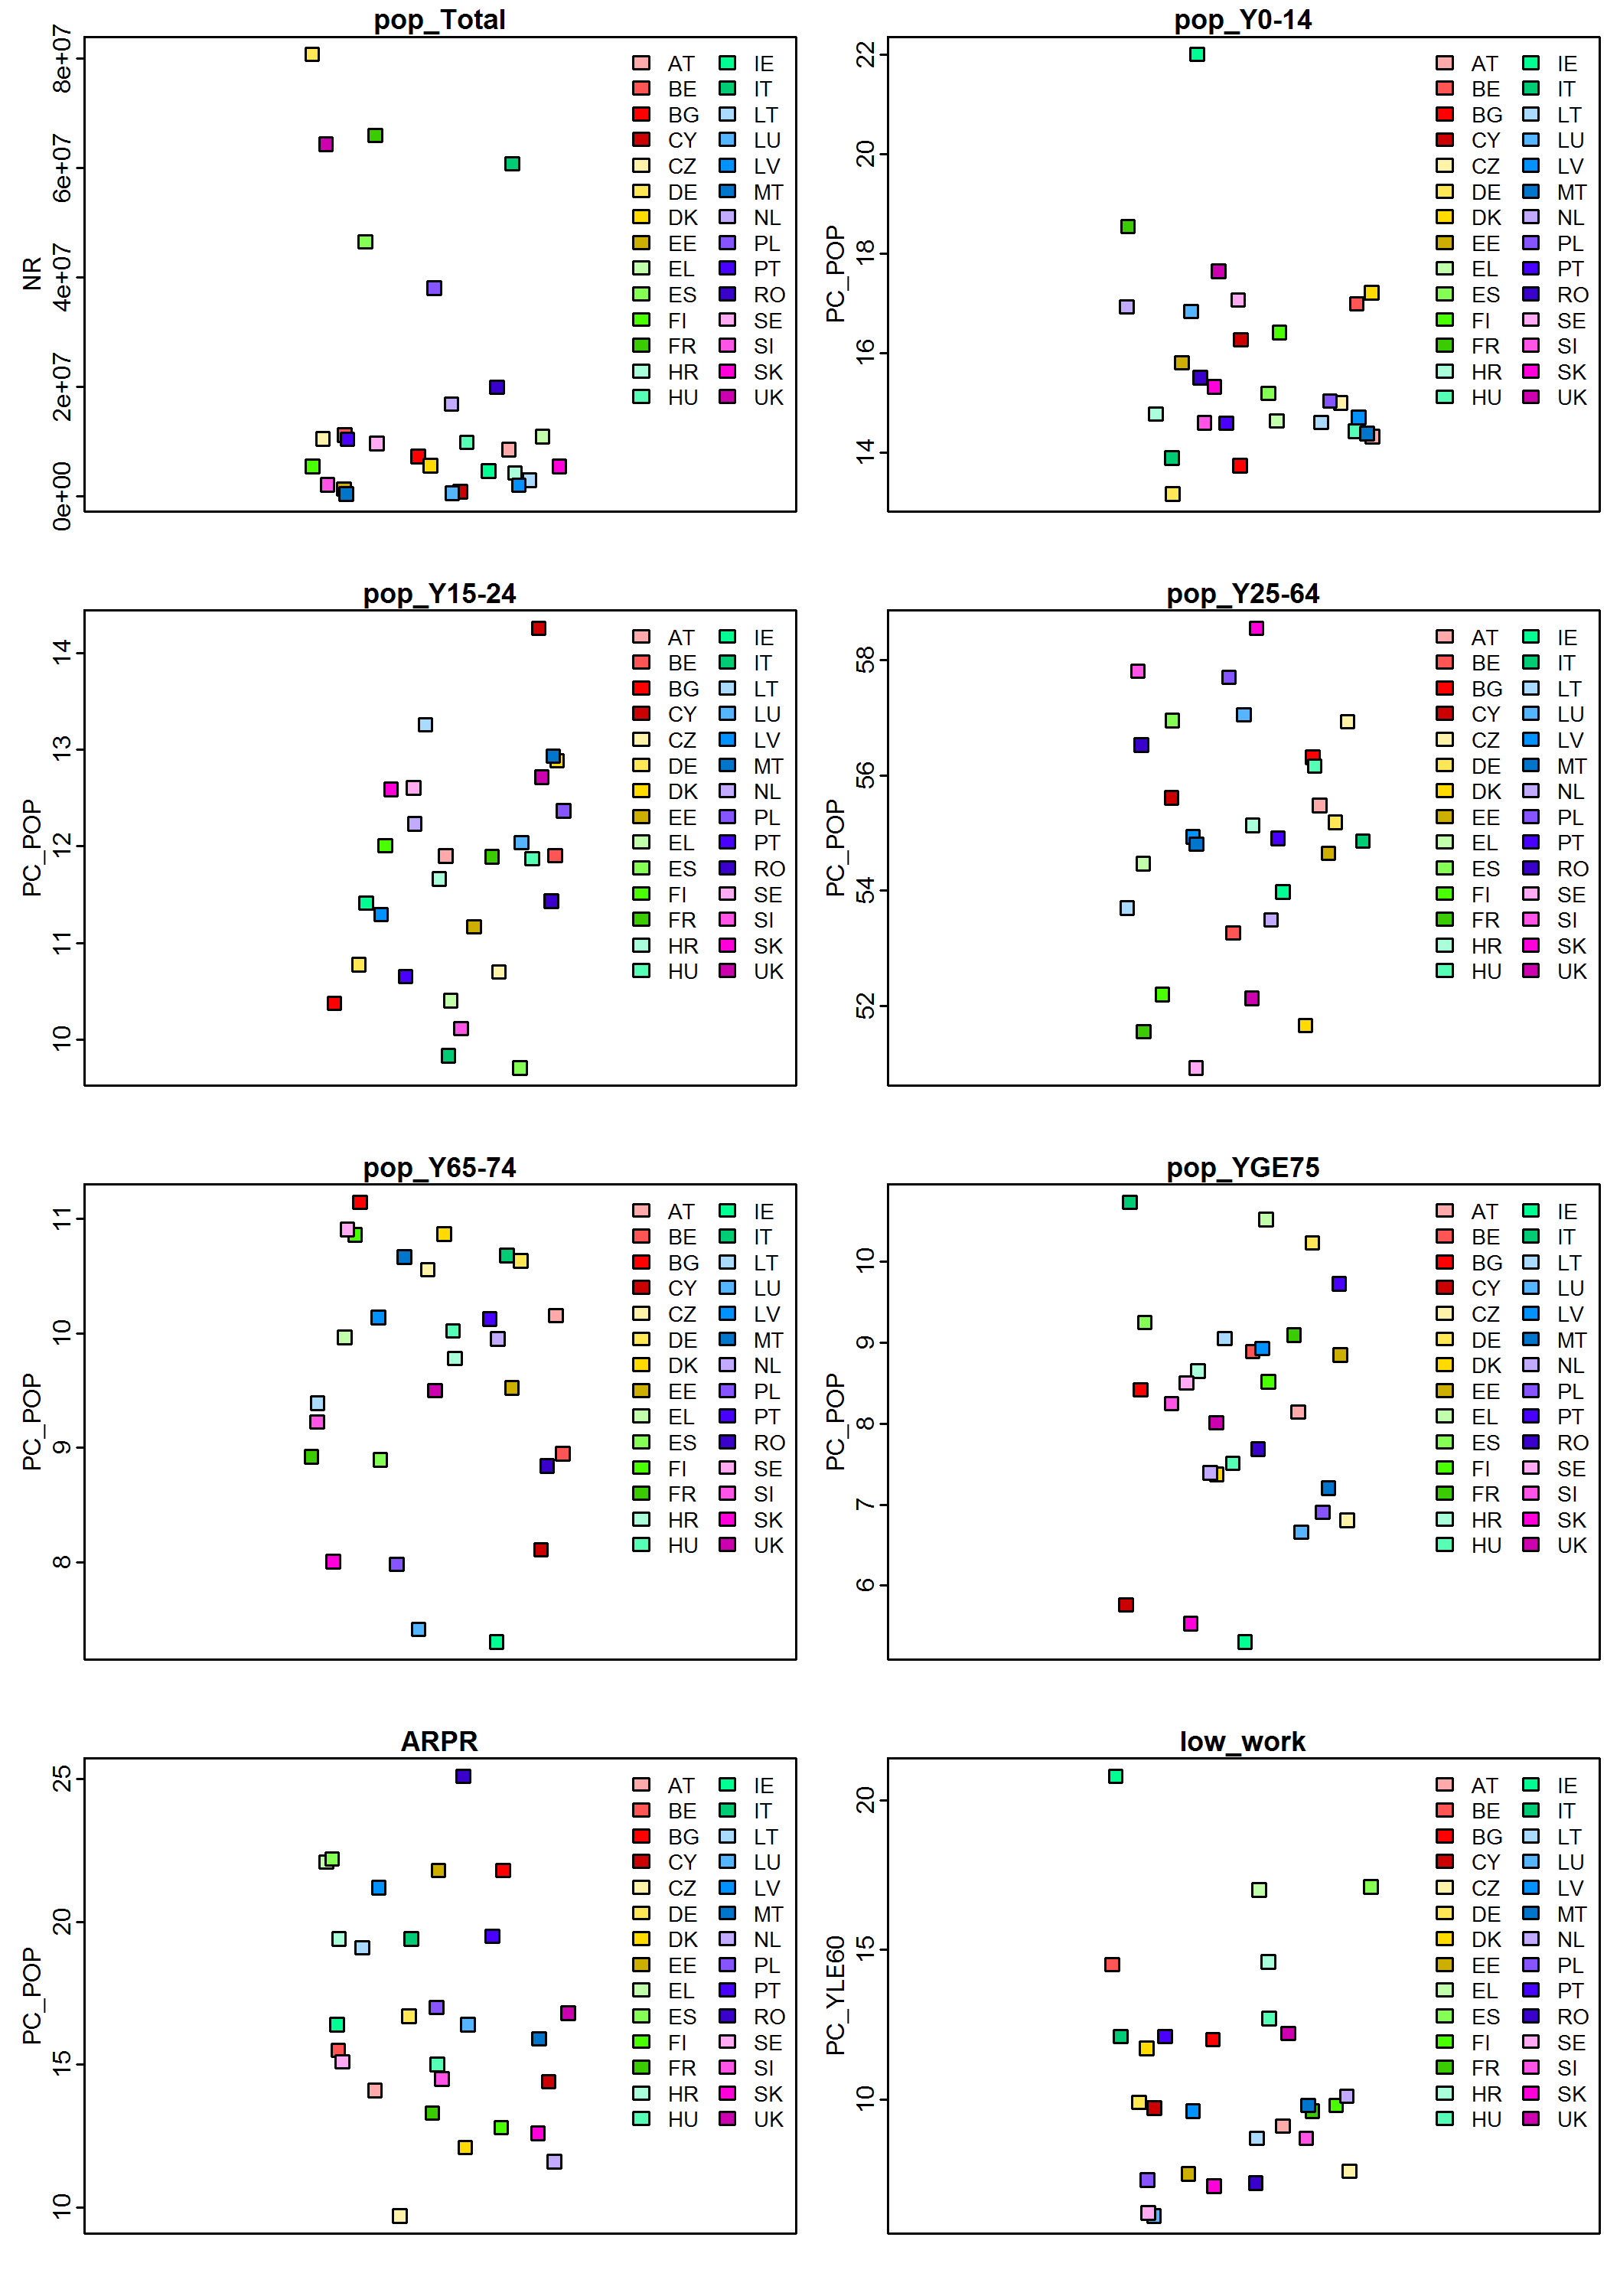 pop_Total
NR
0e+00 2e+07 4e+07 6e+07 8e+07
AT IE
BE IT
BG LT
CY LU
CZ LV
DE MT
DK NL
EE PL
EL PT
ES RO
FI SE
FR SI
HR SK
HU UK
pop_Y0-14
PC_POP
14 16 18 20 22
AT IE
BE IT
BG LT
CY LU
CZ LV
DE MT
DK NL
EE PL
EL PT
ES RO
FI SE
FR SI
HR SK
HU UK
pop_Y15-24
PC_POP
10 11 12 13 14
AT IE
BE IT
BG LT
CY LU
CZ LV
DE MT
DK NL
EE PL
EL PT
ES RO
FI SE
FR SI
HR SK
HU UK
pop_Y25-64
PC_POP
52 54 56 58
AT IE
BE IT
BG LT
CY LU
CZ LV
DE MT
DK NL
EE PL
EL PT
ES RO
FI SE
FR SI
HR SK
HU UK
pop_Y65-74
PC_POP
8 9 10 11
AT IE
BE IT
BG LT
CY LU
CZ LV
DE MT
DK NL
EE PL
EL PT
ES RO
FI SE
FR SI
HR SK
HU UK
pop_YGE75
PC_POP
6 7 8 9 10
AT IE
BE IT
BG LT
CY LU
CZ LV
DE MT
DK NL
EE PL
EL PT
ES RO
FI SE
FR SI
HR SK
HU UK
ARPR
PC_POP
10 15 20 25
AT IE
BE IT
BG LT
CY LU
CZ LV
DE MT
DK NL
EE PL
EL PT
ES RO
FI SE
FR SI
HR SK
HU UK
low_work
PC_YLE60
10 15 20
AT IE
BE IT
BG LT
CY LU
CZ LV
DE MT
DK NL
EE PL
EL PT
ES RO
FI SE
FR SI
HR SK
HU UK